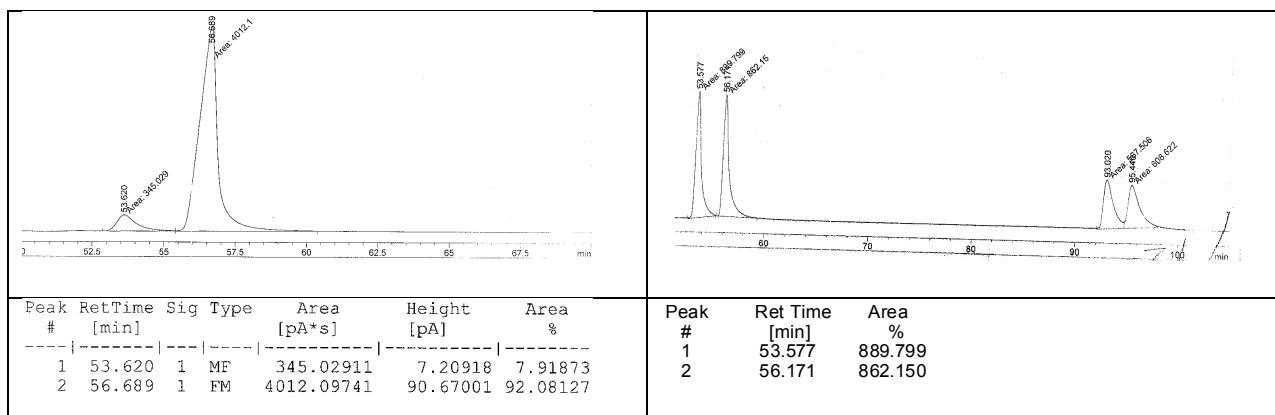 56.689
Area: 4012.1
53.620
Area: 345.029
52.5 55 57.5 60 62.5 65 67.5 min
53.577
Area: 889.799
Area: 862.15
93.020
Area: 608.622
60 70 80 90 100 min
Peak RetTime Sig Type Area Height Area
# [min] [pA*s] [pA] %
1 53.620 1 MF 345.02911 7.20918 7.91873
2 56.689 1 FM 4012.09741 90.67001 92.08127
Peak Ret Time Area
# [min] %
1 53.577 889.799
2 56.171 862.150